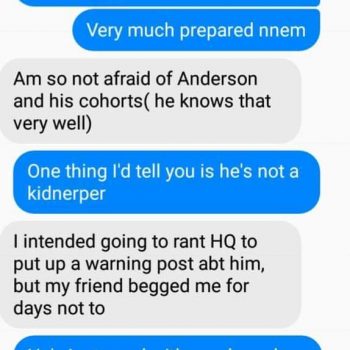 Very much prepared nnem
Am so not afraid of Anderson
and his cohorts( he knows that
very well)
One thing I'd tell you is he's not a
kidnerper
I intended going to rant HQ to
put up a warning post abt him,
but my friend begged me for
days not to